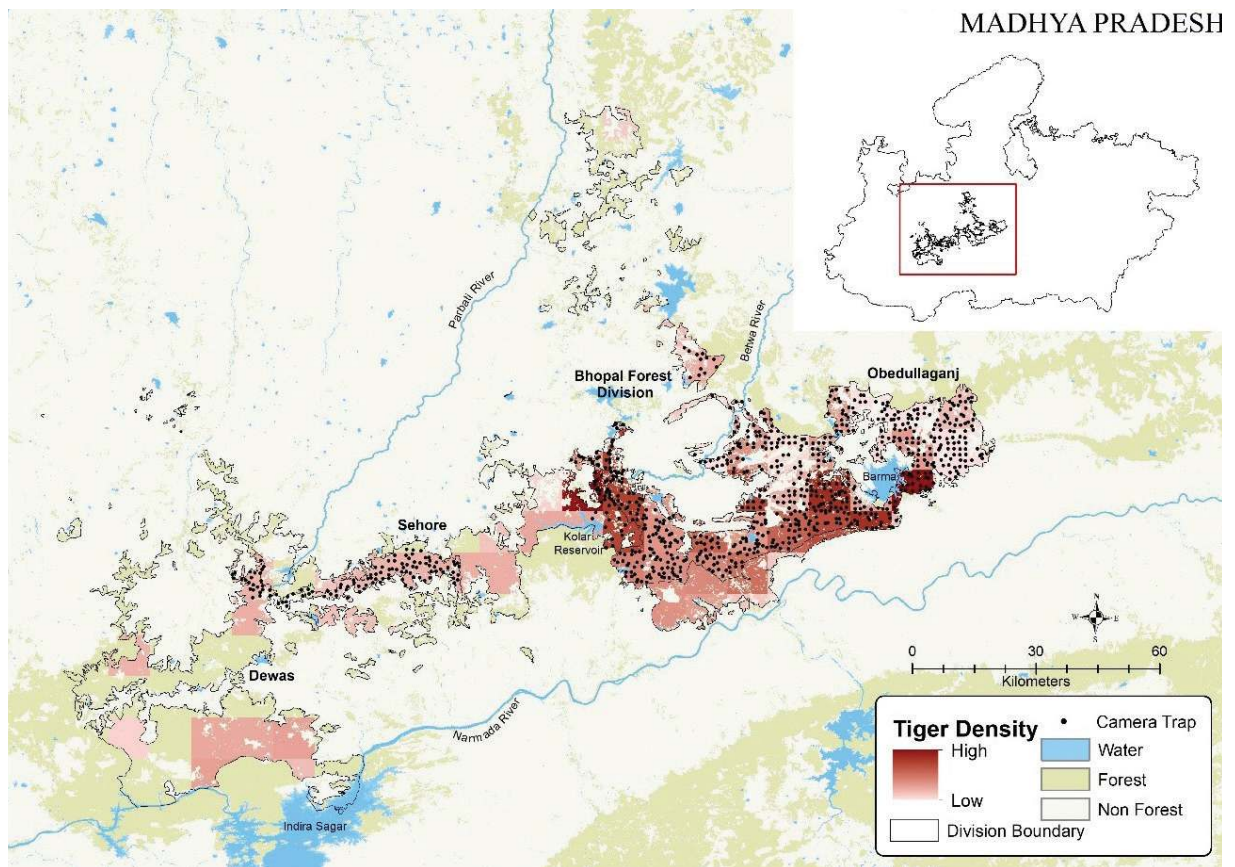 MADHYA PRADESH
Parbati River
Betwa River
Bhopal Forest
Division
Obedullaganj
Barna
Sehore
Kolar
Reservoir
Dewas
Narmada River
Indira Sagar
N
W
E
S
0
30
60
Kilometers
Tiger Density
High
Low
Division Boundary
Camera Trap
Water
Forest
Non Forest